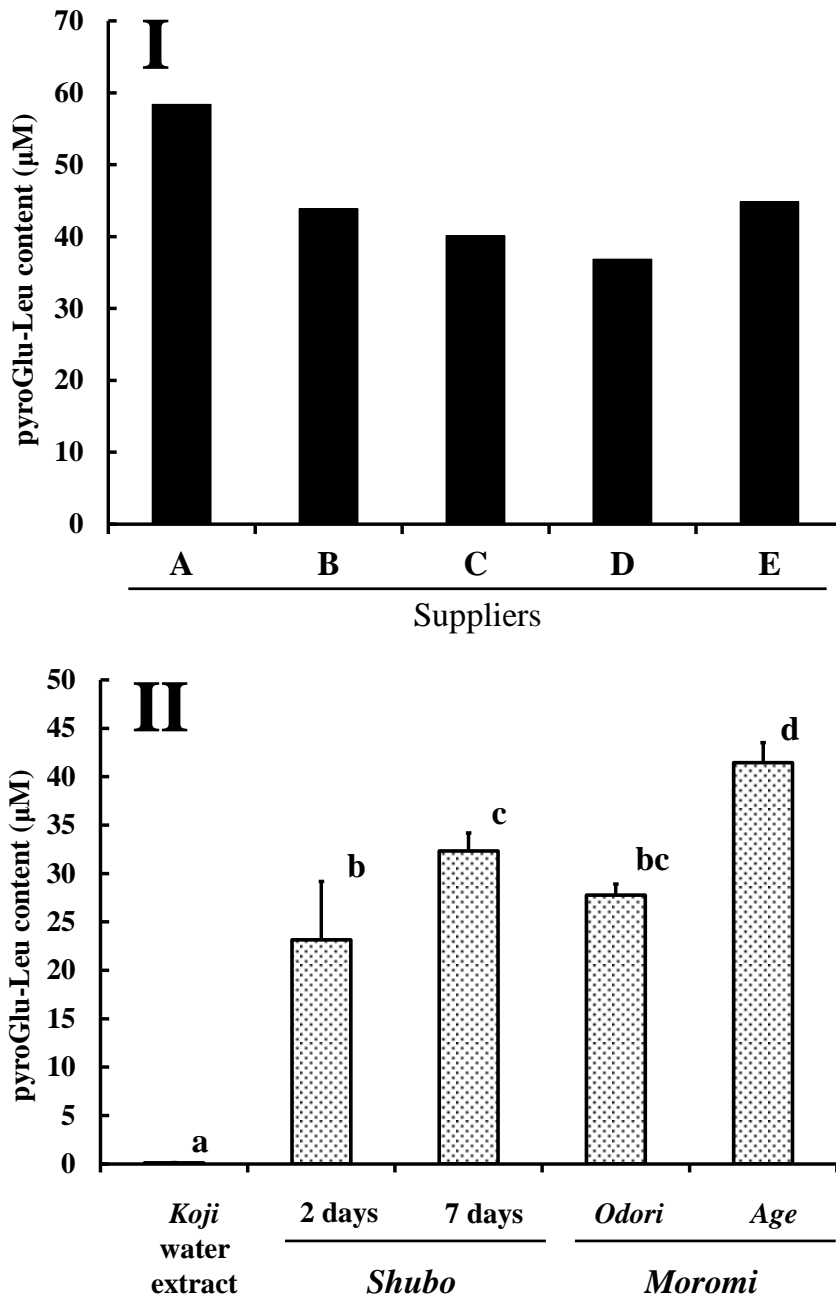 I
pyroGlu-Leu content (µM)
70
60
50
40
30
20
10
0
A B C D E
Suppliers
II
pyroGlu-Leu content (µM)
50
45
40
35
30
25
20
15
10
5
0
a
b
c
bc
d
Koji water extract
2 days 7 days Odori Age
Shubo Moromi